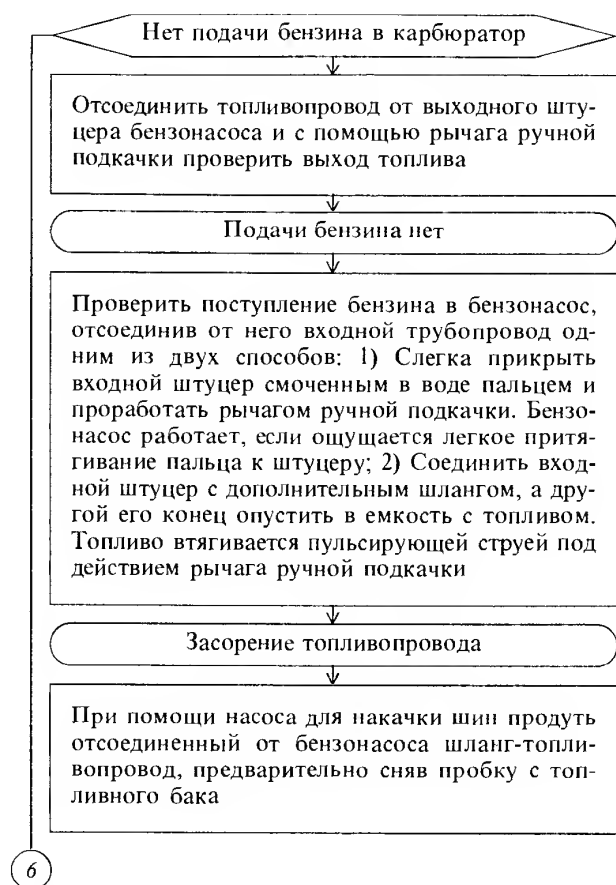 Нет подачи бензина в карбюратор
Отсоединить топливопровод от выходного шту-
цера бензонасоса и с помощью рычага ручной
подкачки проверить выход топлива
Подачи бензина нет
Проверить поступление бензина в бензонасос,
отсоединив от него входной трубопровод од-
ним из двух способов: 1) Слегка прикрыть
входной штуцер смоченным в воде пальцем и
проработать рычагом ручной подкачки. Бензо-
насос работает, если ощущается легкое притя-
гивание пальца к штуцеру; 2) Соединить вход-
ной штуцер с дополнительным шлангом, а дру-
гой его конец опустить в емкость с топливом.
Топливо втягивается пульсирующей струей под
действием рычага ручной подкачки
Засорение топливопровода
При помощи насоса для накачки шин продуть
отсоединенный от бензонасоса шланг-топли-
вопровод, предварительно сняв пробку с топ-
ливного бака
6